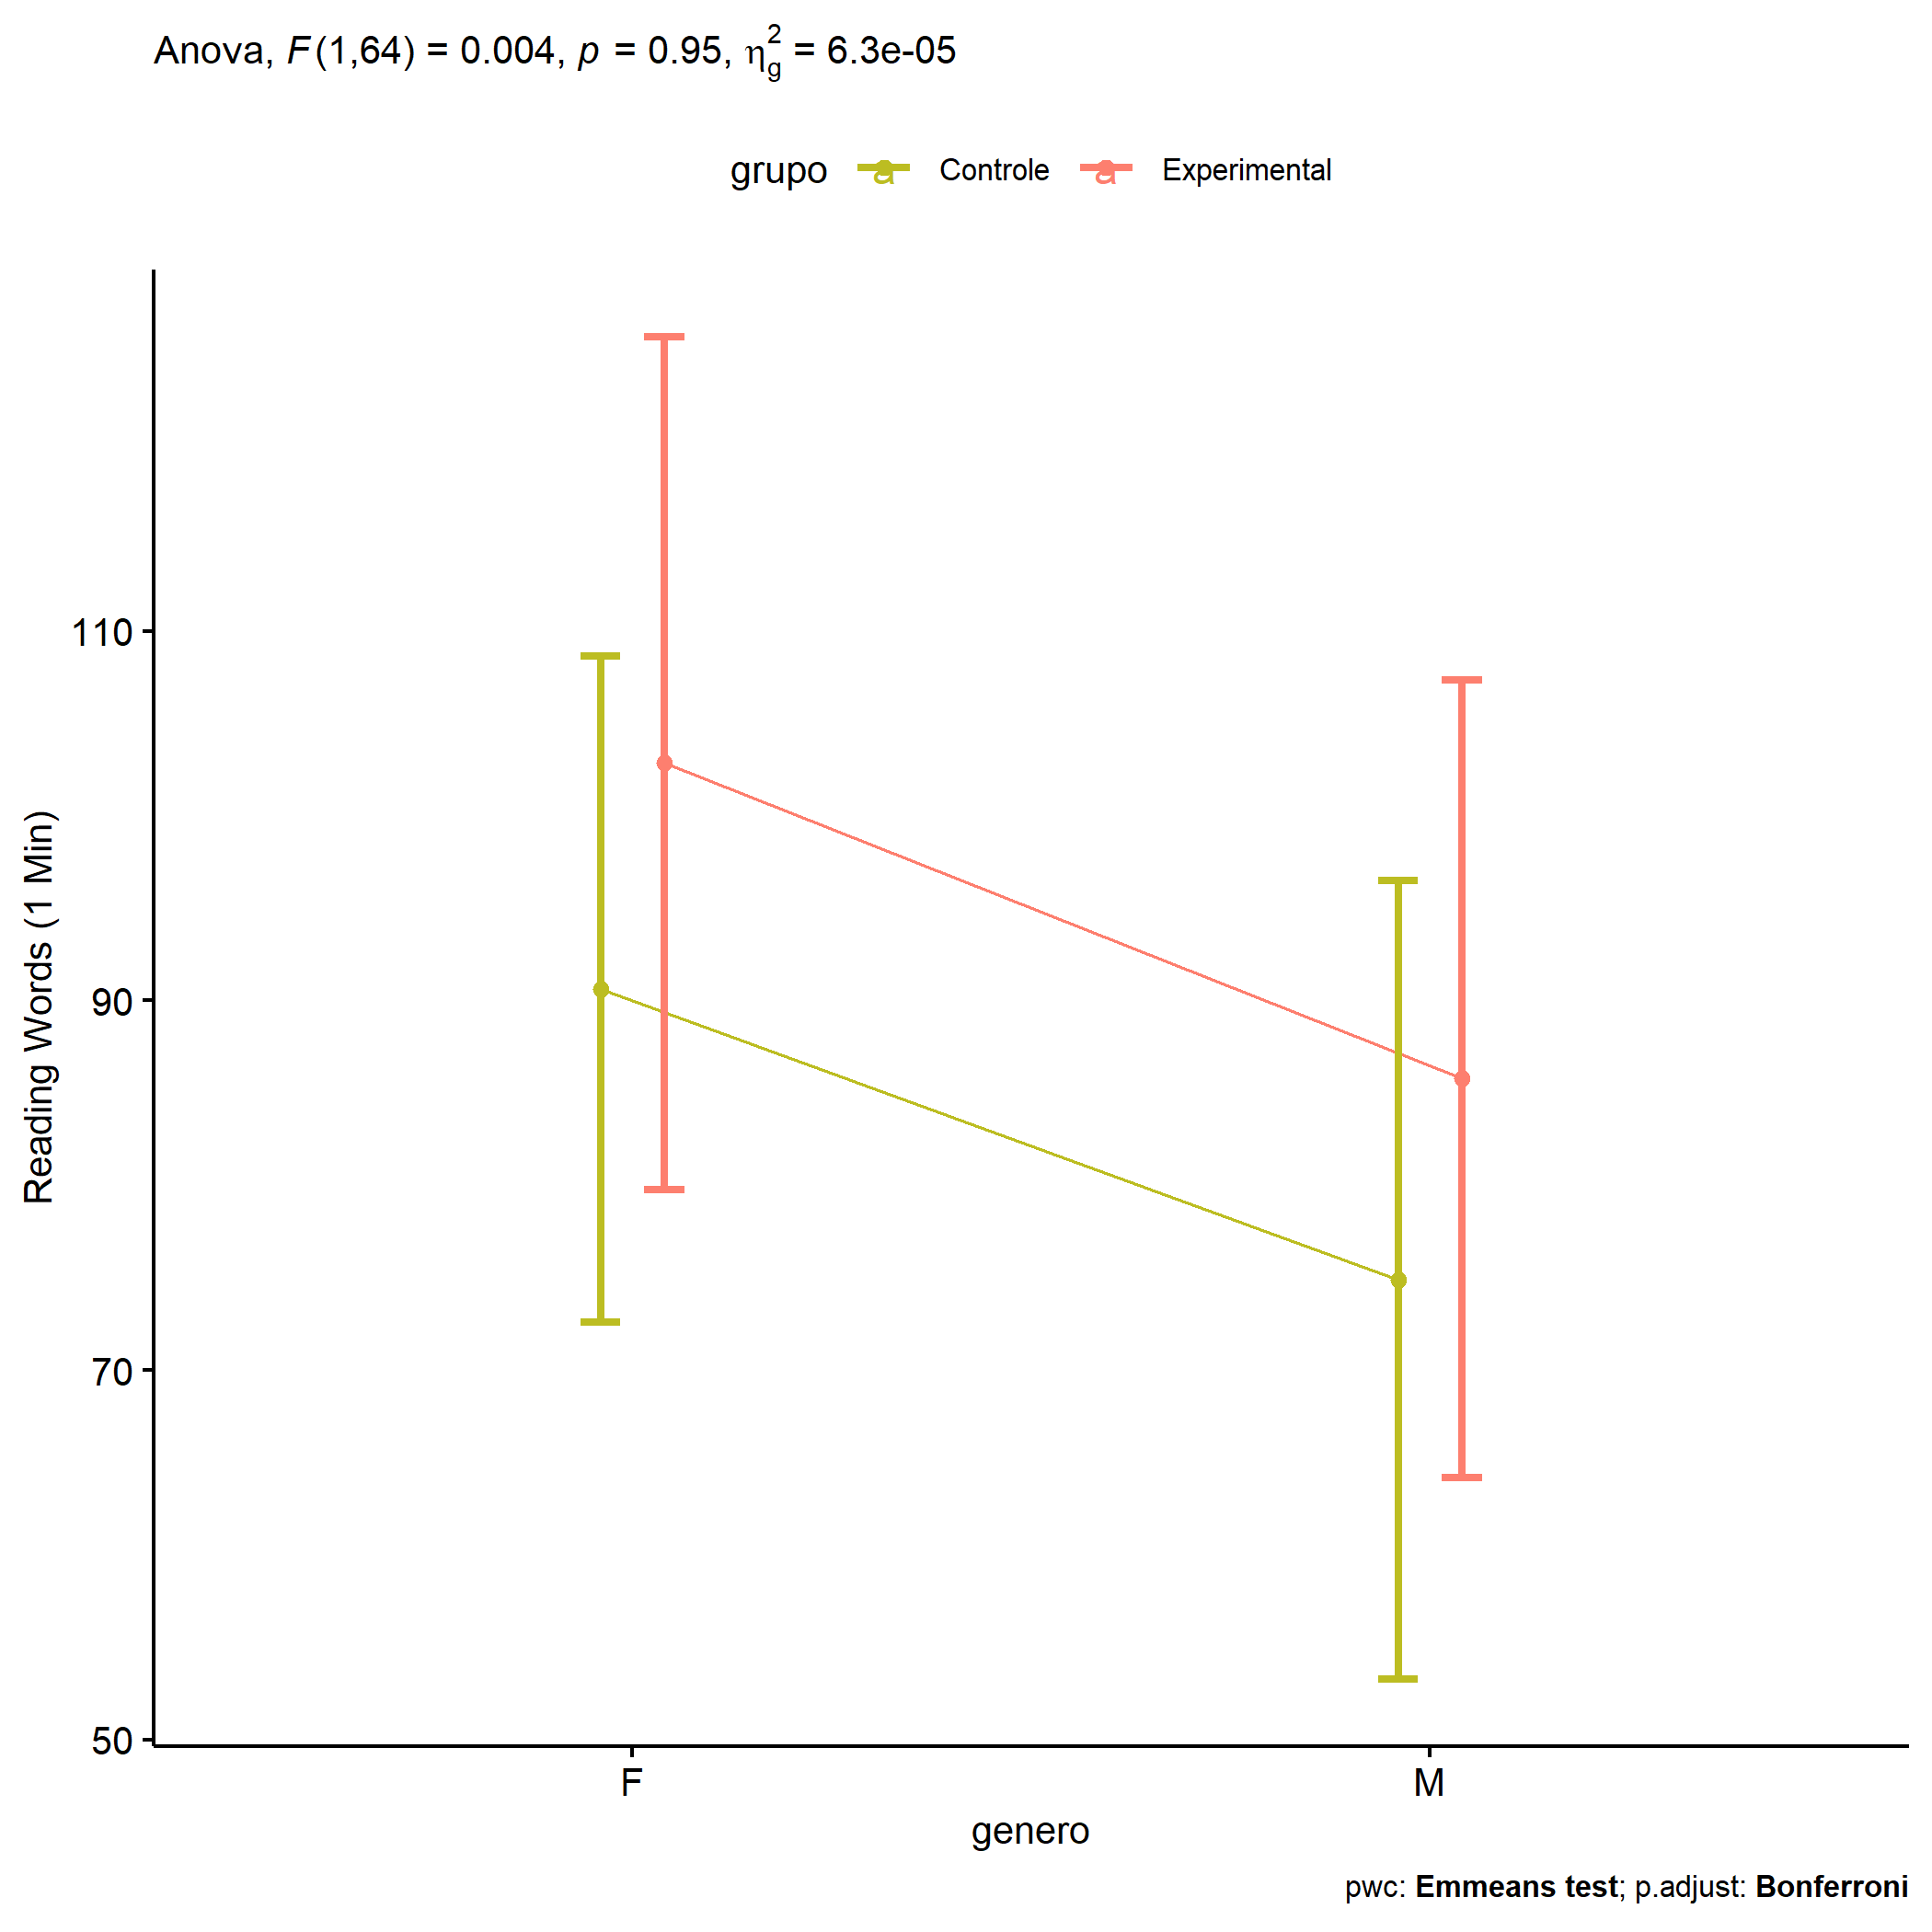 Anova, F(1,64) = 0.004, p = 0.95, η²g = 6.3e-05
grupo a Controle a Experimental
Reading Words (1 Min)
110
90
70
50
F M
genero
pwc: Emmeans test; p.adjust: Bonferroni